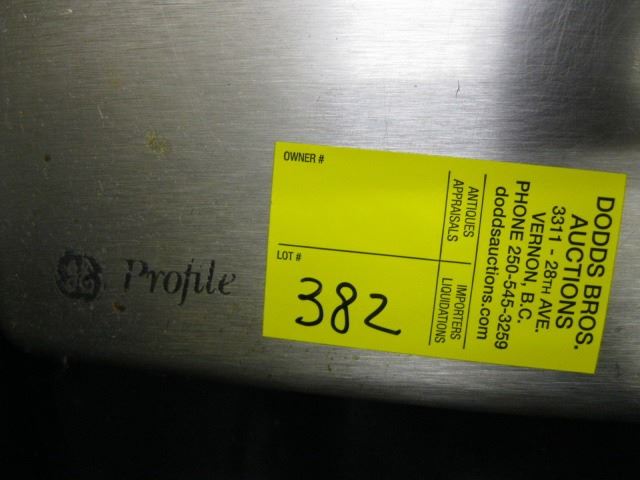 GE Profile
OWNER #
LOT #
382
ANTIQUES
APPRAISALS
IMPORTERS
LIQUIDATIONS
DODDS BROS.
AUCTIONS
3311 - 28TH AVE.
VERNON, B.C.
PHONE 250-545-3259
doddsauctions.com